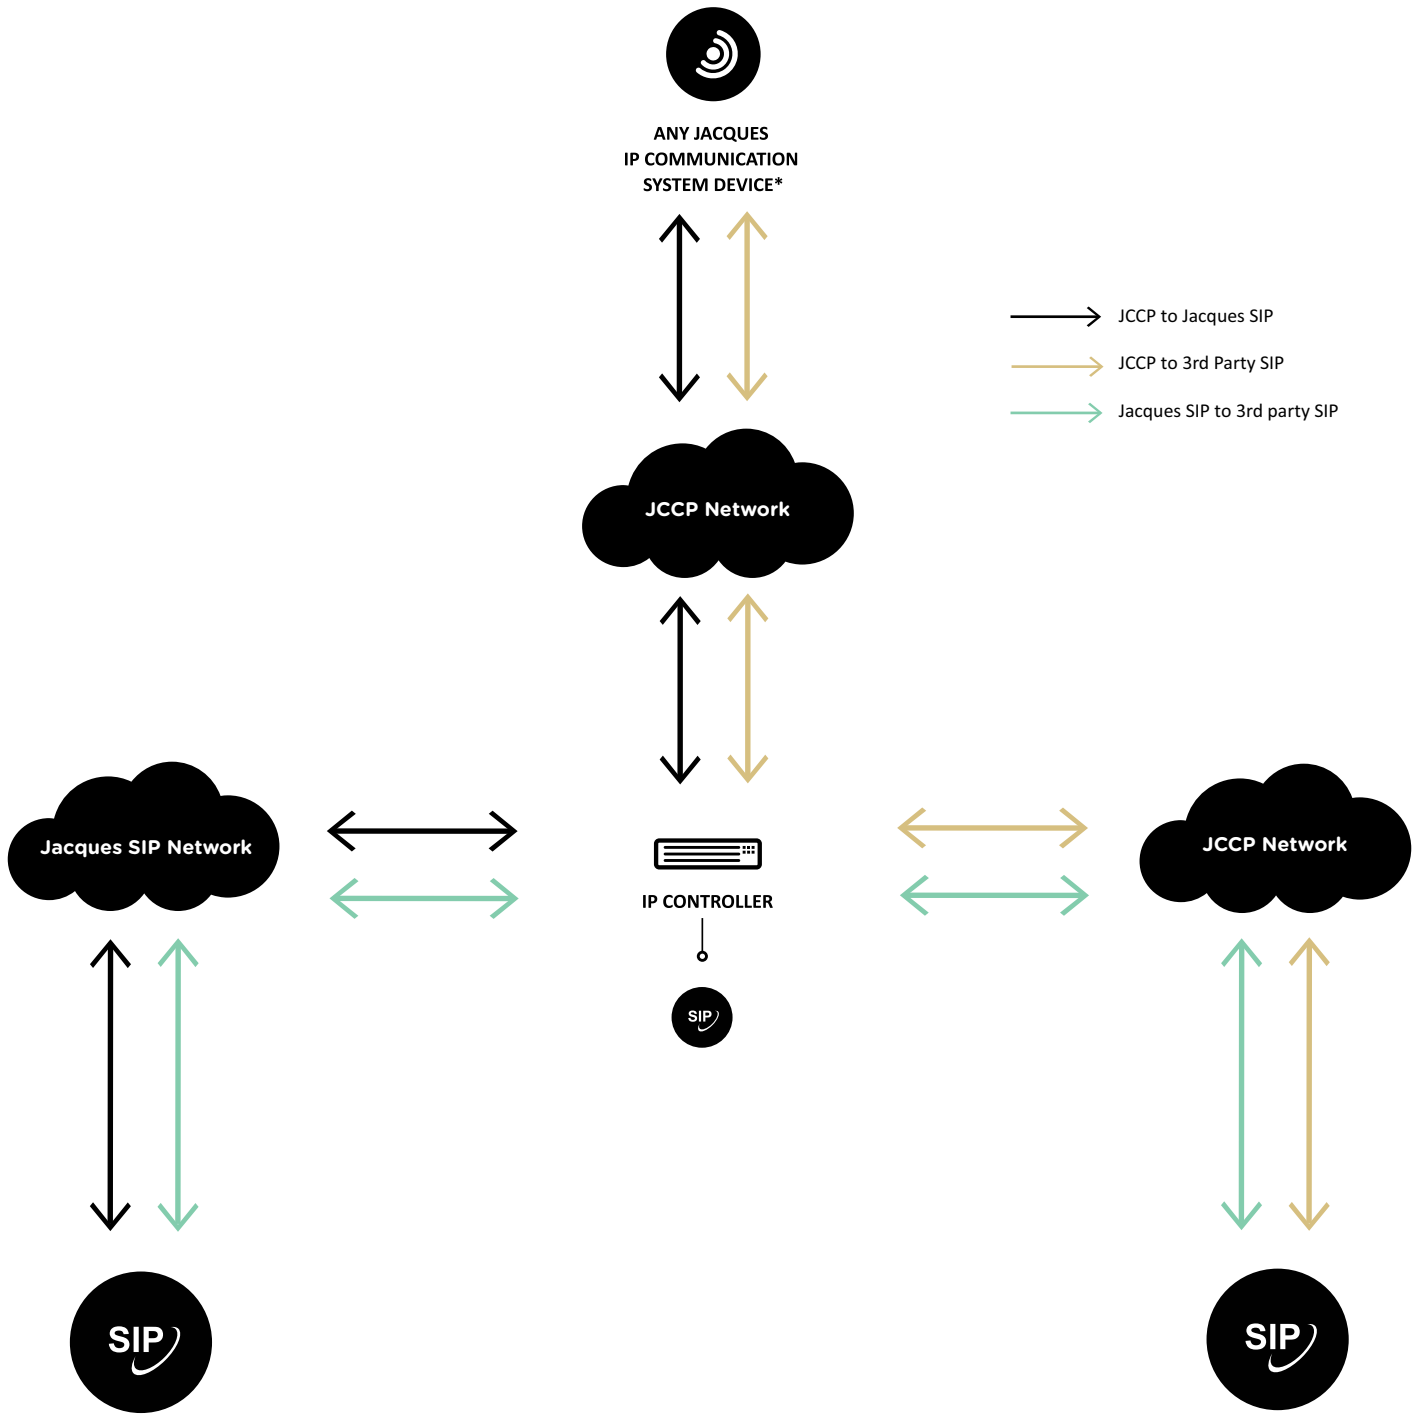 ANY JACQUES
IP COMMUNICATION
SYSTEM DEVICE*
JCCP to Jacques SIP
JCCP to 3rd Party SIP
Jacques SIP to 3rd party SIP
JCCP Network
Jacques SIP Network
JCCP Network
IP CONTROLLER
SIP
SIP
SIP